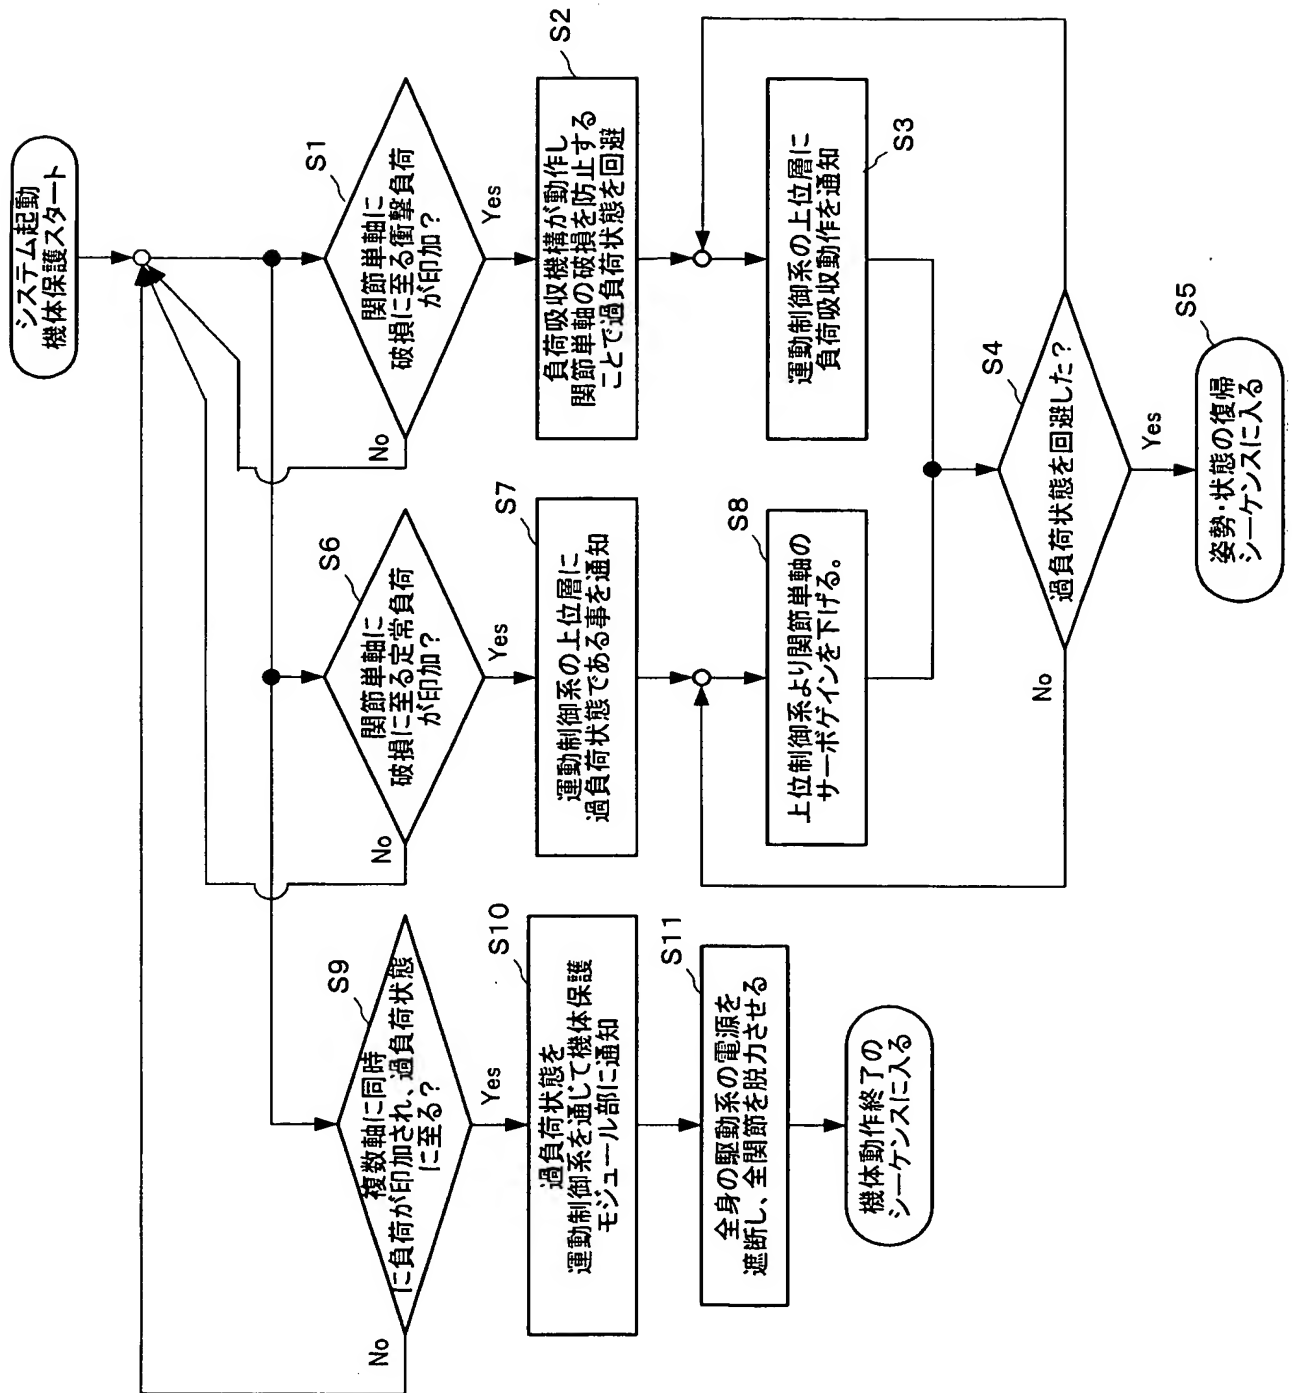 システム起動
機体保護スタート
S1
関節単軸に
破損に至る衝撃負荷
が印加？
Yes
No
S2
負荷吸収機構が動作し
関節単軸の破損を防止する
ことで過負荷状態を回避
S3
運動制御系の上位層に
負荷吸収動作を通知
S4
過負荷状態を回避した？
Yes
No
S5
姿勢・状態の復帰
シーケンスに入る
S6
関節単軸に
破損に至る定常負荷
が印加？
Yes
No
S7
運動制御系の上位層に
過負荷状態である事を通知
S8
上位制御系より関節単軸の
サーボゲインを下げる。
S9
複数軸に同時
に負荷が印加され、過負荷状態
に至る？
Yes
No
S10
過負荷状態を
運動制御系を通じて機体保護
モジュール部に通知
S11
全身の駆動系の電源を
遮断し、全関節を脱力させる
機体動作終了の
シーケンスに入る